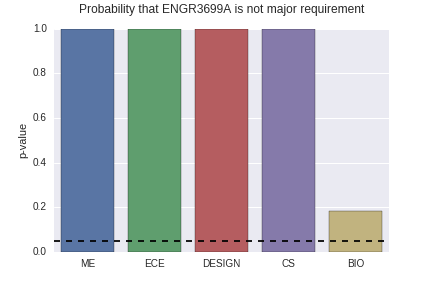 Probability that ENGR3699A is not major requirement
1.0
0.8
0.6
0.4
0.2
0.0
p-value
ME ECE DESIGN CS BIO